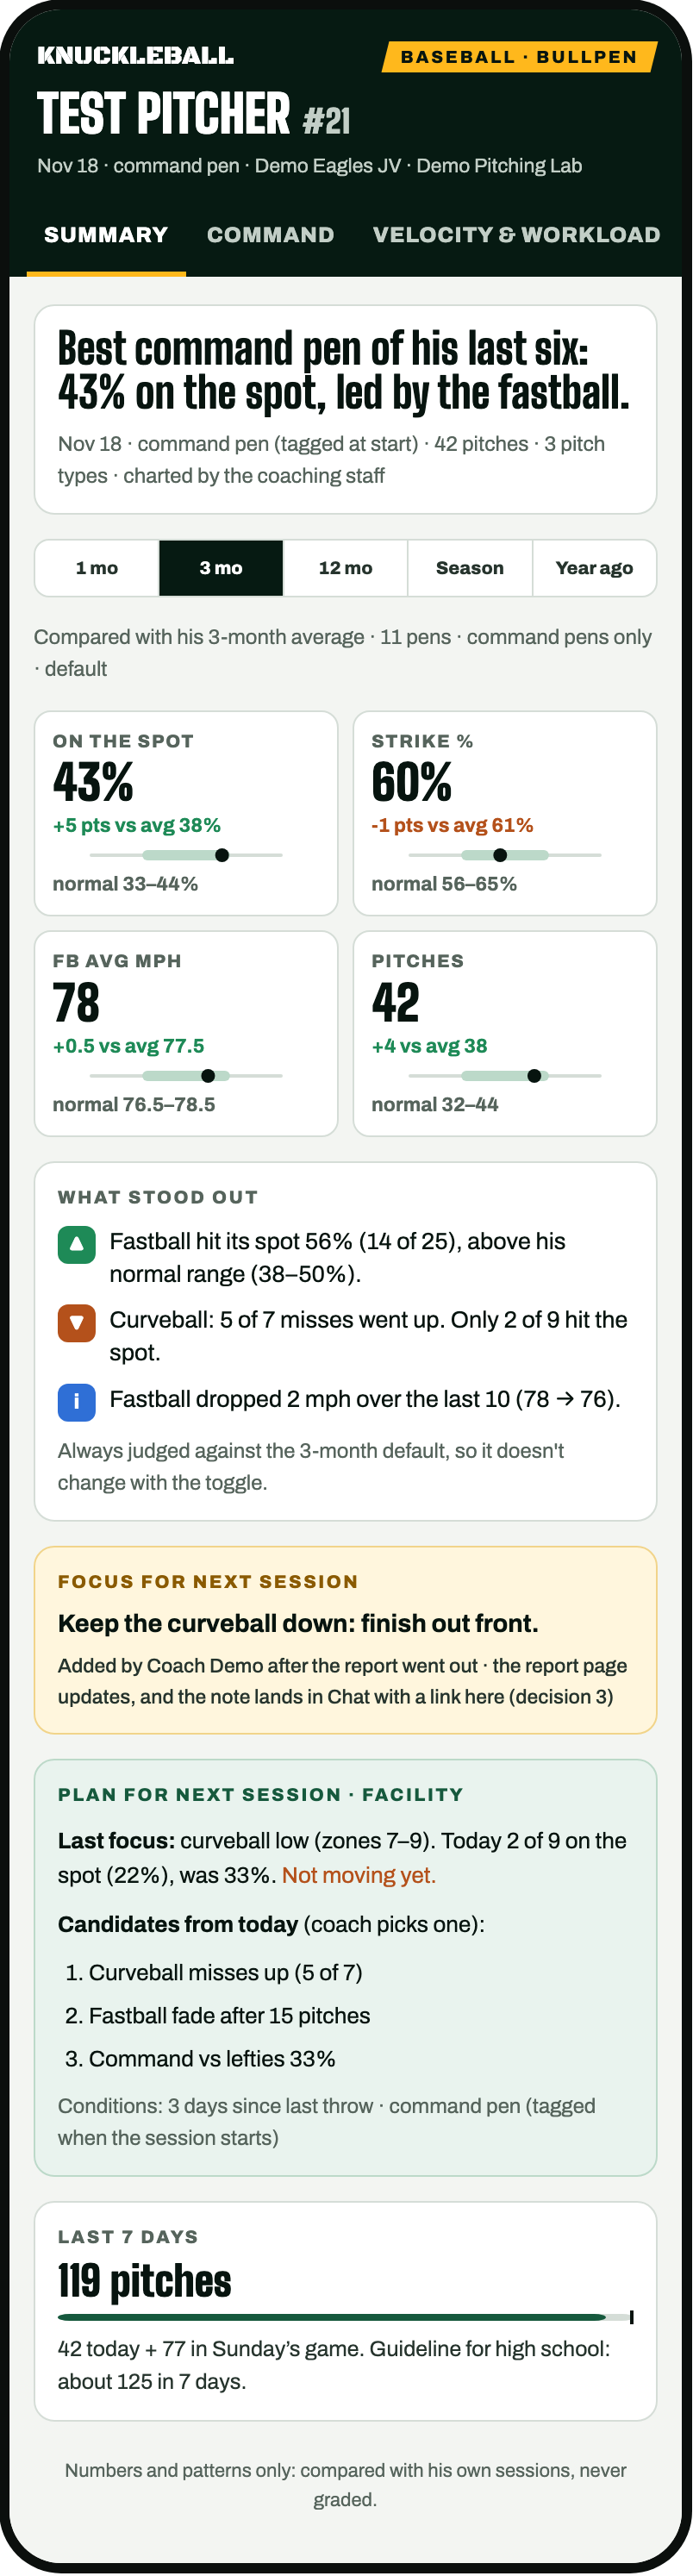 KNUCKLEBALL
BASEBALL · BULLPEN
TEST PITCHER #21
Nov 18 · command pen · Demo Eagles JV · Demo Pitching Lab
SUMMARY COMMAND VELOCITY & WORKLOAD
Best command pen of his last six:
43% on the spot, led by the fastball.
Nov 18 · command pen (tagged at start) · 42 pitches · 3 pitch
types · charted by the coaching staff
1 mo 3 mo 12 mo Season Year ago
Compared with his 3-month average · 11 pens · command pens only
· default
ON THE SPOT
43%
+5 pts vs avg 38%
normal 33–44%
STRIKE %
60%
-1 pts vs avg 61%
normal 56–65%
FB AVG MPH
78
+0.5 vs avg 77.5
normal 76.5–78.5
PITCHES
42
+4 vs avg 38
normal 32–44
WHAT STOOD OUT
Fastball hit its spot 56% (14 of 25), above his
normal range (38–50%).
Curveball: 5 of 7 misses went up. Only 2 of 9 hit the
spot.
i Fastball dropped 2 mph over the last 10 (78 → 76).
Always judged against the 3-month default, so it doesn't
change with the toggle.
FOCUS FOR NEXT SESSION
Keep the curveball down: finish out front.
Added by Coach Demo after the report went out · the report page
updates, and the note lands in Chat with a link here (decision 3)
PLAN FOR NEXT SESSION · FACILITY
Last focus: curveball low (zones 7–9). Today 2 of 9 on the
spot (22%), was 33%. Not moving yet.
Candidates from today (coach picks one):
1. Curveball misses up (5 of 7)
2. Fastball fade after 15 pitches
3. Command vs lefties 33%
Conditions: 3 days since last throw · command pen (tagged
when the session starts)
LAST 7 DAYS
119 pitches
42 today + 77 in Sunday’s game. Guideline for high school:
about 125 in 7 days.
Numbers and patterns only: compared with his own sessions, never
graded.